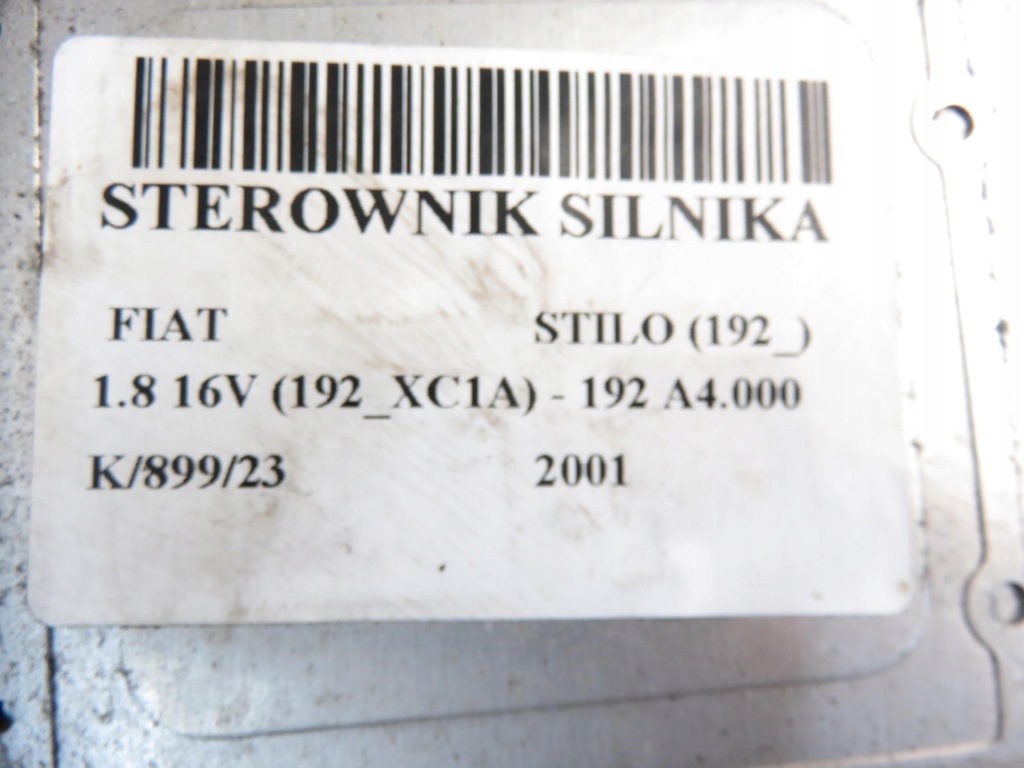 STEROWNIK SILNIKA
FIAT STILO (192_)
1.8 16V (192_XC1A) - 192 A4.000
K/899/23 2001